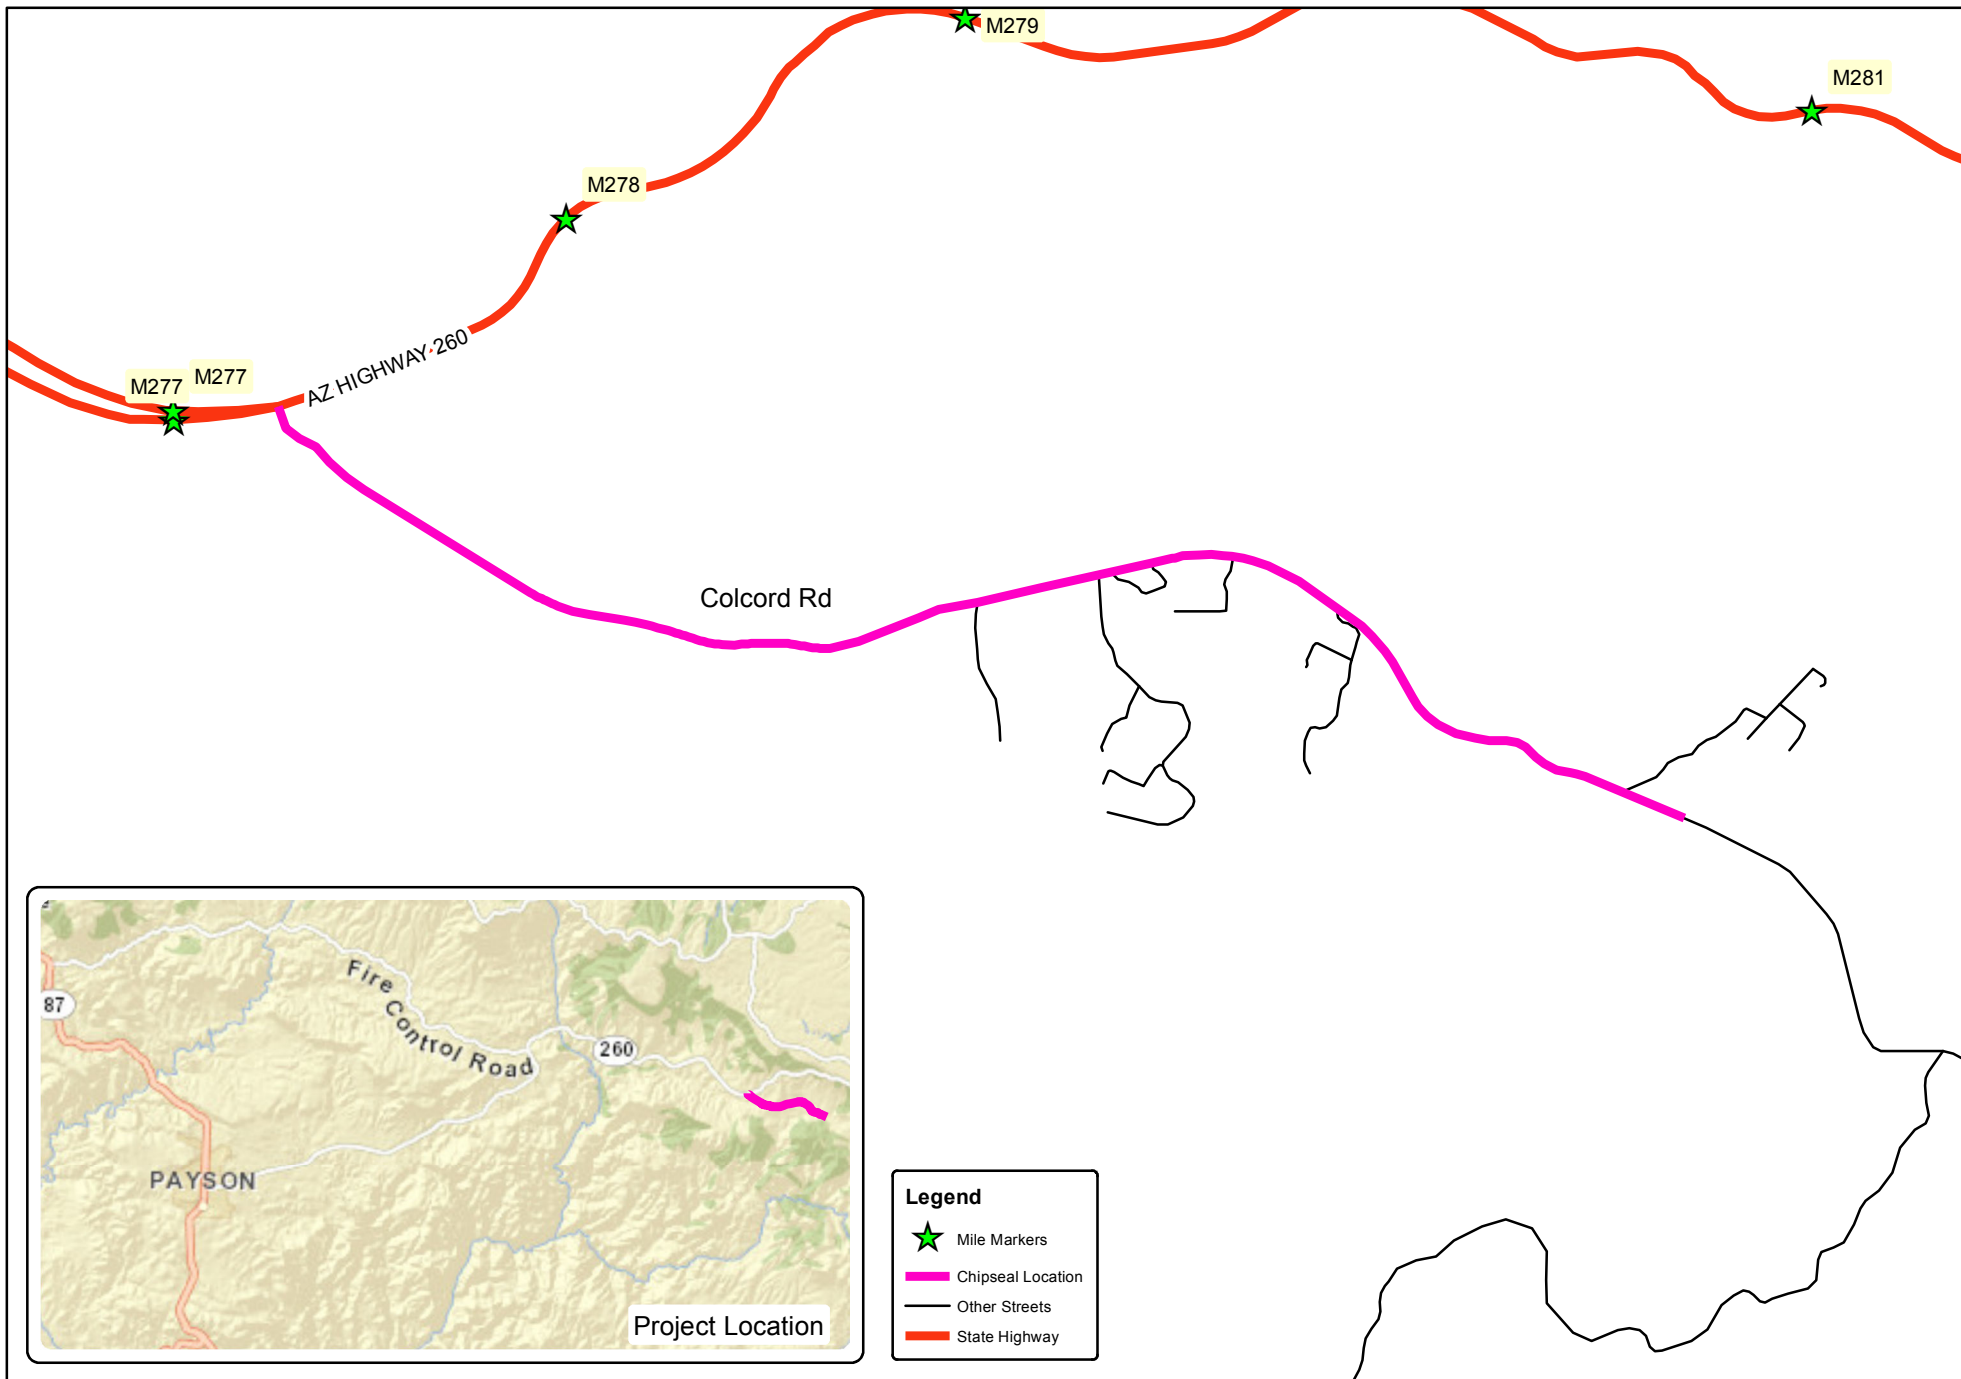 M279
M281
M278
AZ HIGHWAY 260
M277
M277
Colcord Rd
Fire Control Road
87
260
PAYSON
Project Location
Legend
Mile Markers
Chipseal Location
Other Streets
State Highway